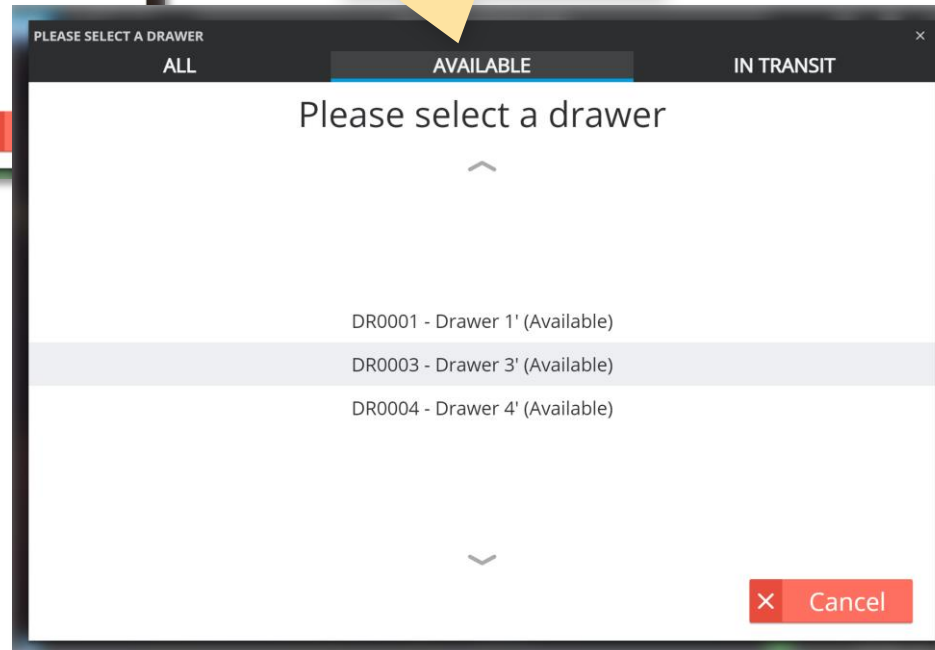 PLEASE SELECT A DRAWER
ALL AVAILABLE IN TRANSIT
Please select a drawer
DR0001 - Drawer 1' (Available)
DR0003 - Drawer 3' (Available)
DR0004 - Drawer 4' (Available)
Cancel